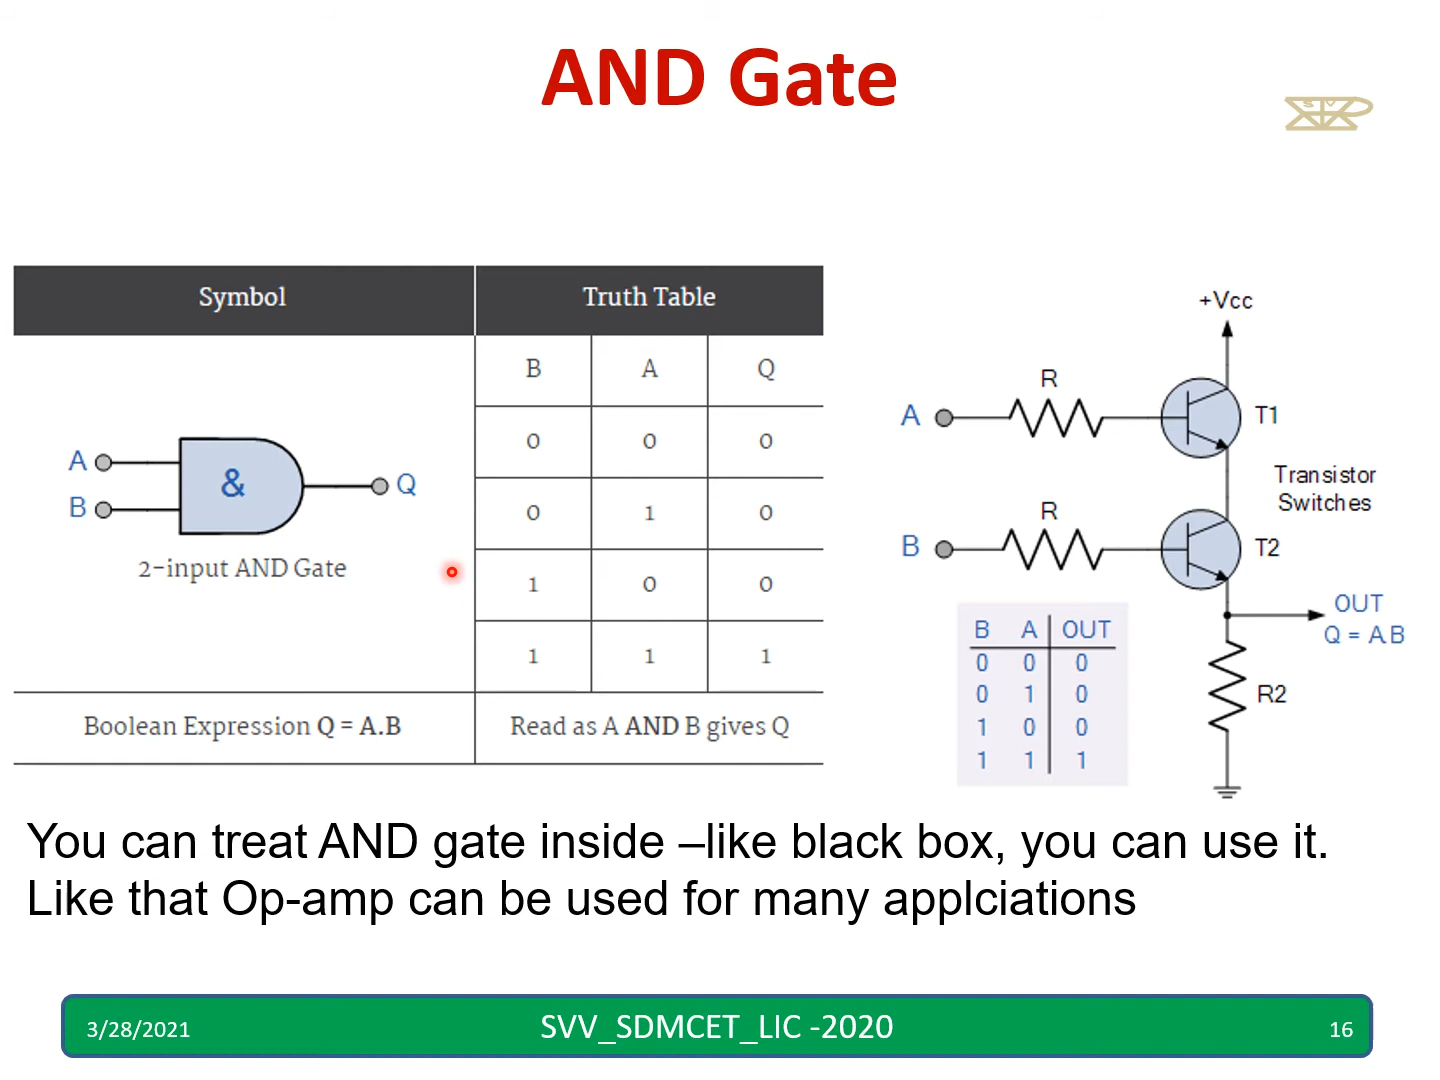 AND Gate
Symbol Truth Table
B A Q
0 0 0
0 1 0
1 0 0
1 1 1
A
B
&
Q
2-input AND Gate
Boolean Expression Q = A.B Read as A AND B gives Q
+Vcc
A R T1
Transistor
Switches
B R T2
OUT
Q = A.B
R2
B A OUT
0 0 0
0 1 0
1 0 0
1 1 1
You can treat AND gate inside –like black box, you can use it.
Like that Op-amp can be used for many applciations
3/28/2021 SVV_SDMCET_LIC -2020 16